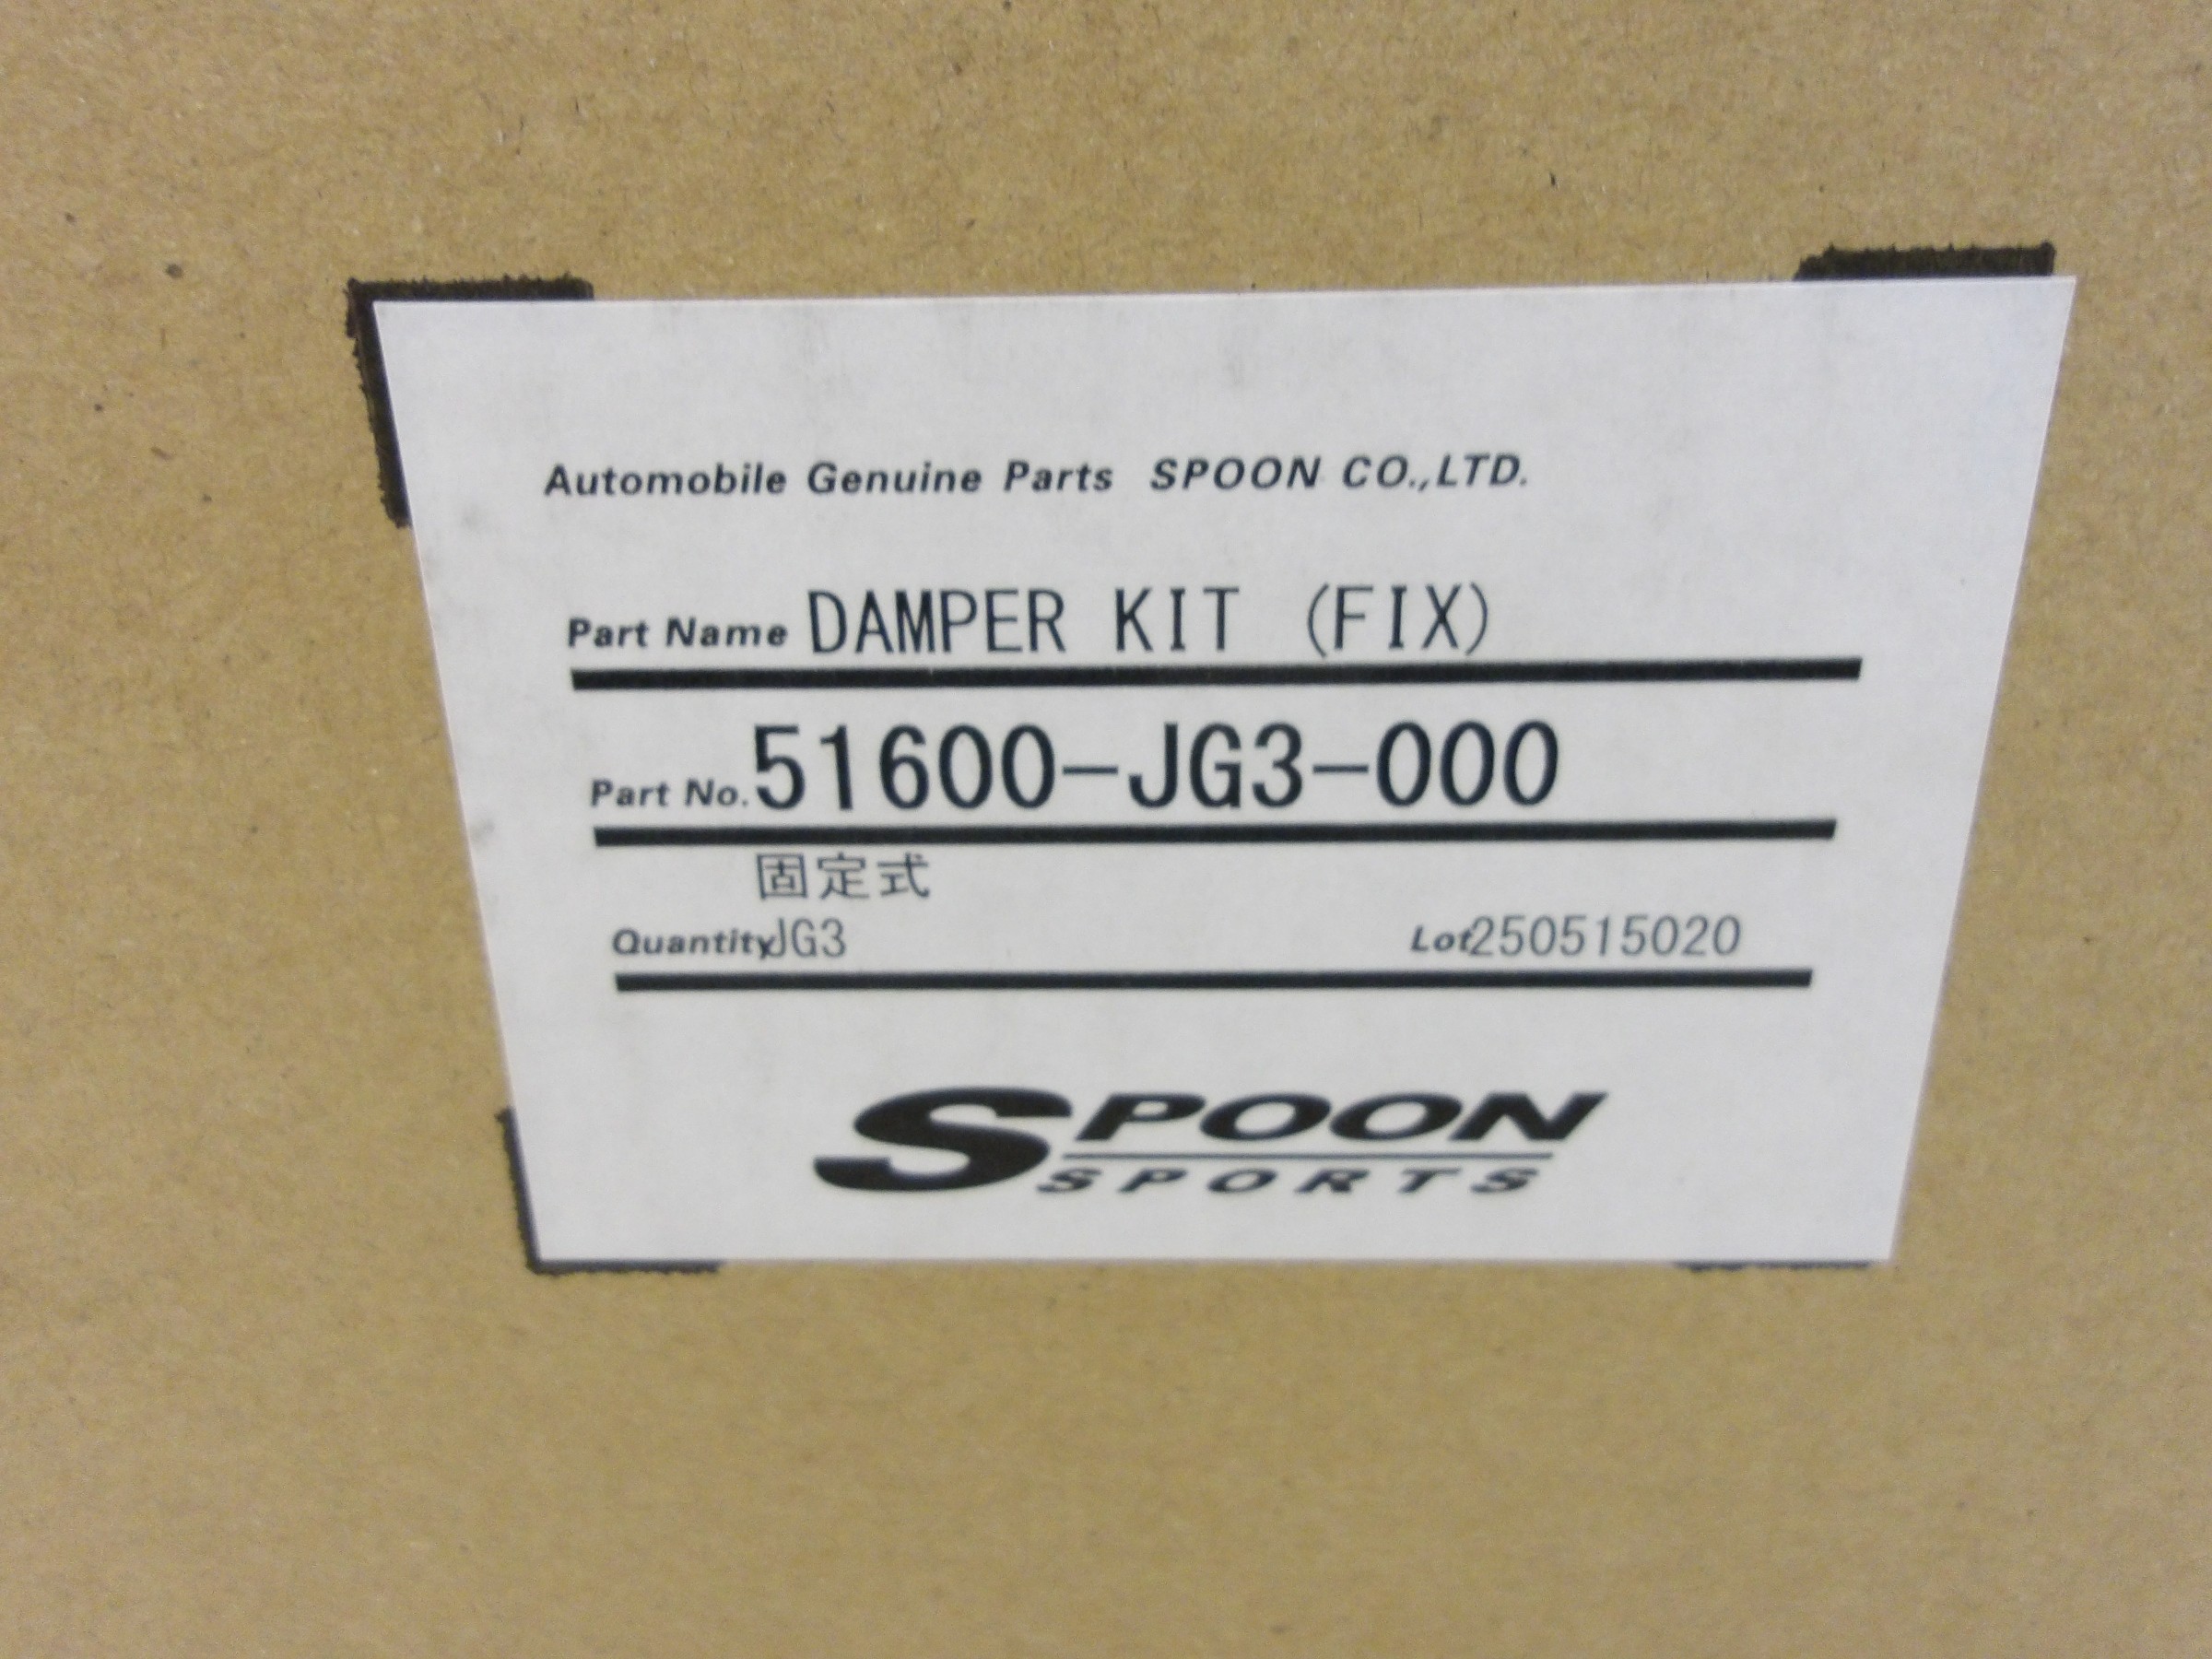 Automobile Genuine Parts SPOON CO.,LTD.
Part Name DAMPER KIT (FIX)
Part No. 51600-JG3-000
固定式
Quantity JG3 Lot 250515020
SPOON
SPORTS